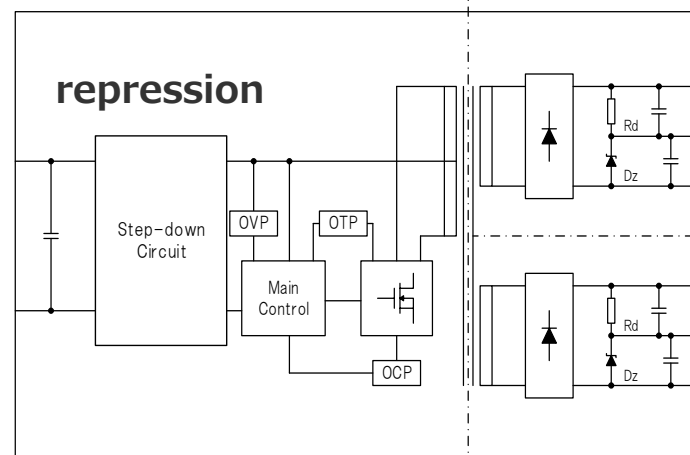 repression
Rd
Dz
Step-down
Circuit
OVP
OTP
Main
Control
OCP
Rd
Dz